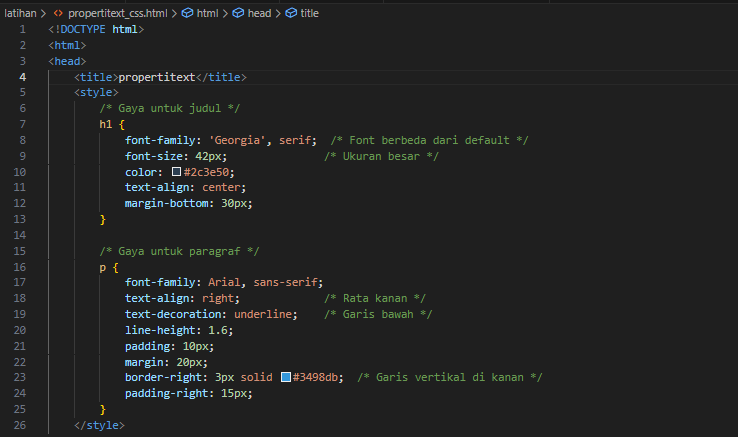 latihan > <> propertitext_css.html > html > head > title
1 <!DOCTYPE html>
2 <html>
3 <head>
4 <title>propertitext</title>
5 <style>
6 /* Gaya untuk judul */
7 h1 {
8 font-family: 'Georgia', serif; /* Font berbeda dari default */
9 font-size: 42px; /* Ukuran besar */
10 color: #2c3e50;
11 text-align: center;
12 margin-bottom: 30px;
13 }
14
15 /* Gaya untuk paragraf */
16 p {
17 font-family: Arial, sans-serif;
18 text-align: right; /* Rata kanan */
19 text-decoration: underline; /* Garis bawah */
20 line-height: 1.6;
21 padding: 10px;
22 margin: 20px;
23 border-right: 3px solid #3498db; /* Garis vertikal di kanan */
24 padding-right: 15px;
25 }
26 </style>